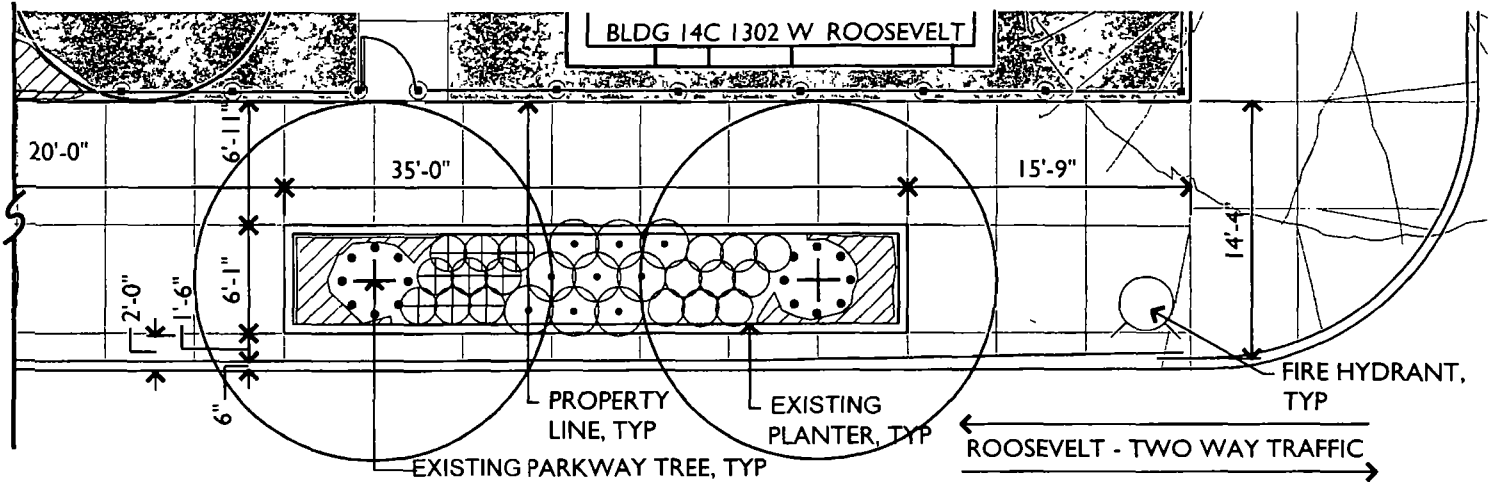 BLDG 14C 1302 W ROOSEVELT
20'-0"
6'-11"
35'-0"
15'-9"
14'-4"
6'-1"
2'-0"
1'-6"
6"
PROPERTY
LINE, TYP
EXISTING
PLANTER, TYP
EXISTING PARKWAY TREE, TYP
FIRE HYDRANT,
TYP
ROOSEVELT - TWO WAY TRAFFIC